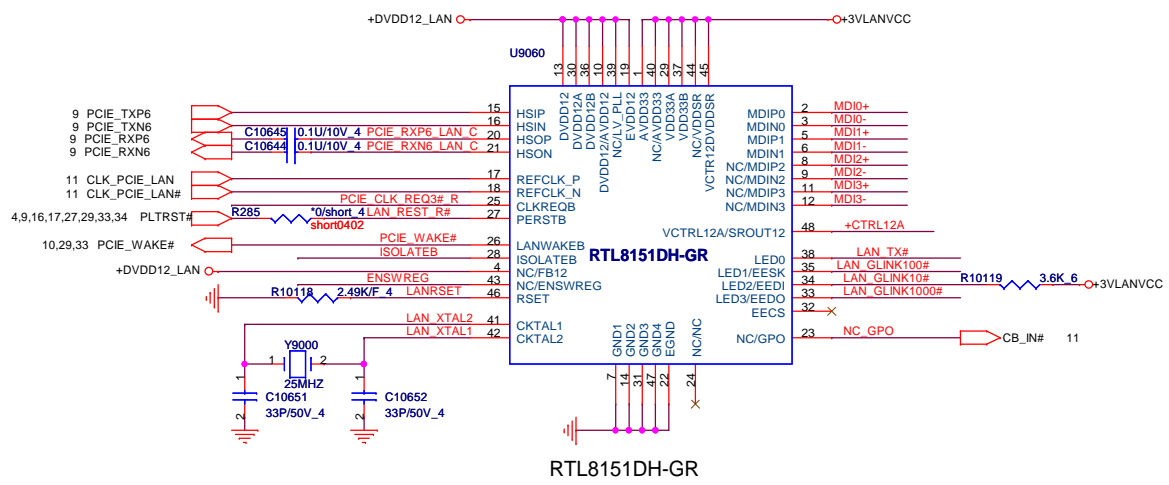 +DVDD12_LAN
+3VLANVCC
U9060
13
30
36
10
39
19
1
40
29
37
44
45
DVDD12
DVDD12A
DVDD12B
DVDD12/AVDD12
NC/LV_PLL
EVDD12
AVDD33
NC/AVDD33
VDD33A
VDD33B
NC/VDDSR
VCTR12DVDDSR
9 PCIE_TXP6
15
HSIP
9 PCIE_TXN6
16
HSIN
9 PCIE_RXP6
C10645
0.1U/10V_4
PCIE_RXP6_LAN_C
20
HSOP
9 PCIE_RXN6
C10644
0.1U/10V_4
PCIE_RXN6_LAN_C
21
HSON
11 CLK_PCIE_LAN
17
REFCLK_P
11 CLK_PCIE_LAN#
18
REFCLK_N
PCIE_CLK_REQ3#_R
25
CLKREQB
4,9,16,17,27,29,33,34 PLTRST#
R285
*0/short_4
short0402
LAN_REST_R#
27
PERSTB
10,29,33 PCIE_WAKE#
PCIE_WAKE#
26
LANWAKEB
ISOLATEB
28
ISOLATEB
+DVDD12_LAN
4
NC/FB12
ENSWREG
43
NC/ENSWREG
R10118
2.49K/F_4
LANRSET
46
RSET
LAN_XTAL2
41
CKTAL1
LAN_XTAL1
42
CKTAL2
RTL8151DH-GR
MDIP0
2
MDI0+
MDIN0
3
MDI0-
MDIP1
5
MDI1+
MDIN1
6
MDI1-
NC/MDIP2
8
MDI2+
NC/MDIN2
9
MDI2-
NC/MDIP3
11
MDI3+
NC/MDIN3
12
MDI3-
VCTRL12A/SROUT12
48
+CTRL12A
LED0
38
LAN_TX#
LED1/EESK
35
LAN_GLINK100#
LED2/EEDI
34
LAN_GLINK10#
R10119
3.6K_6
+3VLANVCC
LED3/EEDO
33
LAN_GLINK1000#
EECS
32
NC/GPO
23
NC_GPO
CB_IN# 11
Y9000
1
2
25MHZ
1
C10651
2
33P/50V_4
1
C10652
2
33P/50V_4
GND1
GND2
GND3
GND4
EGND
NC/NC
7
14
31
47
22
24
RTL8151DH-GR